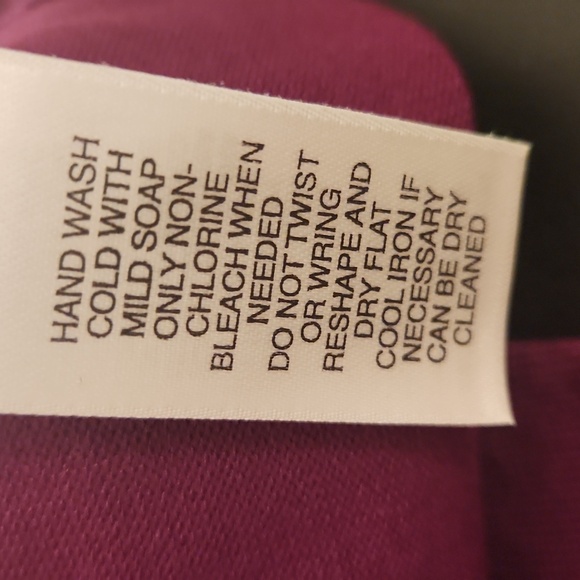 HAND WASH
COLD WITH
MILD SOAP
ONLY NON-
CHLORINE
BLEACH WHEN
NEEDED
DO NOT TWIST
OR WRING
RESHAPE AND
DRY FLAT
COOL IRON IF
NECESSARY
CAN BE DRY
CLEANED